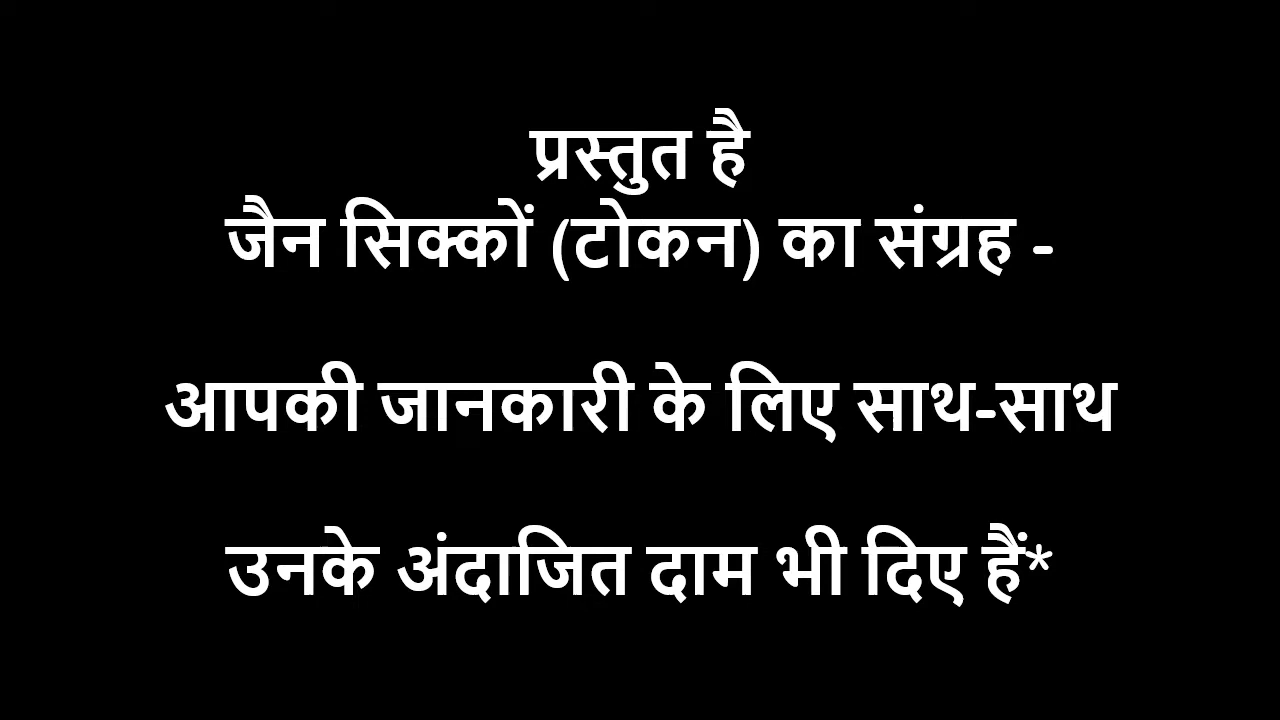 प्रस्तुत है
जैन सिक्कों (टोकन) का संग्रह -
आपकी जानकारी के लिए साथ-साथ
उनके अंदाजित दाम भी दिए हैं*